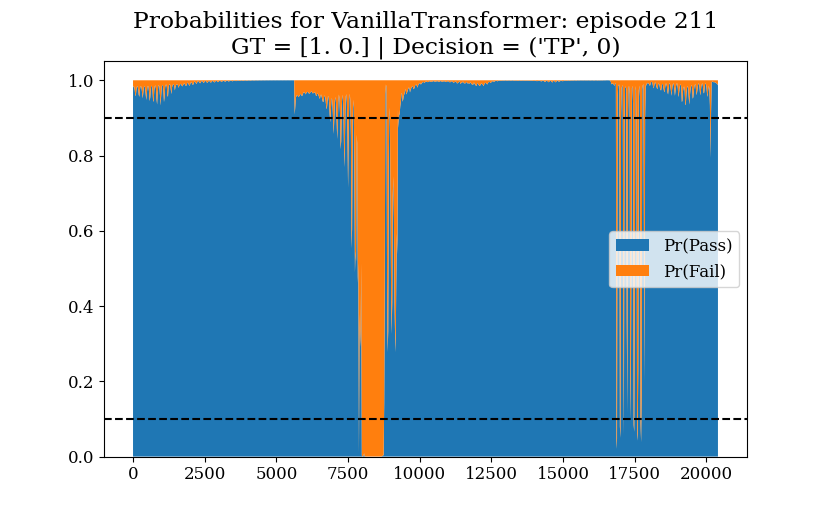 Probabilities for VanillaTransformer: episode 211
GT = [1. 0.] | Decision = ('TP', 0)
1.0
0.8
0.6
0.4
0.2
0.0
Pr(Pass)
Pr(Fail)
0 2500 5000 7500 10000 12500 15000 17500 20000